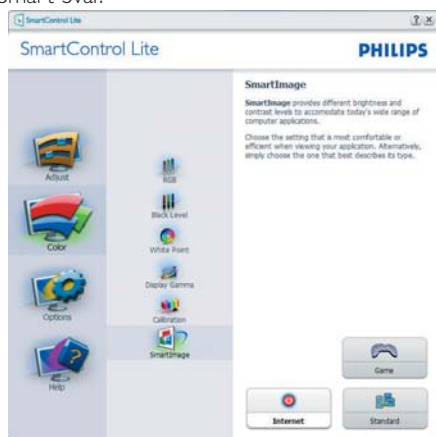 SmartControl Lite
SmartControl Lite
PHILIPS
Adjust
Color
Options
Help
RGB
Black Level
White Point
Display Gamma
Calibration
SmartImage
SmartImage
SmartImage provides different brightness and
contrast levels to accomodate today's wide range of
computer applications.
Choose the setting that is most comfortable or
efficient when viewing your application. Alternatively,
simply choose the one that best describes its type.
Game
Internet
Standard